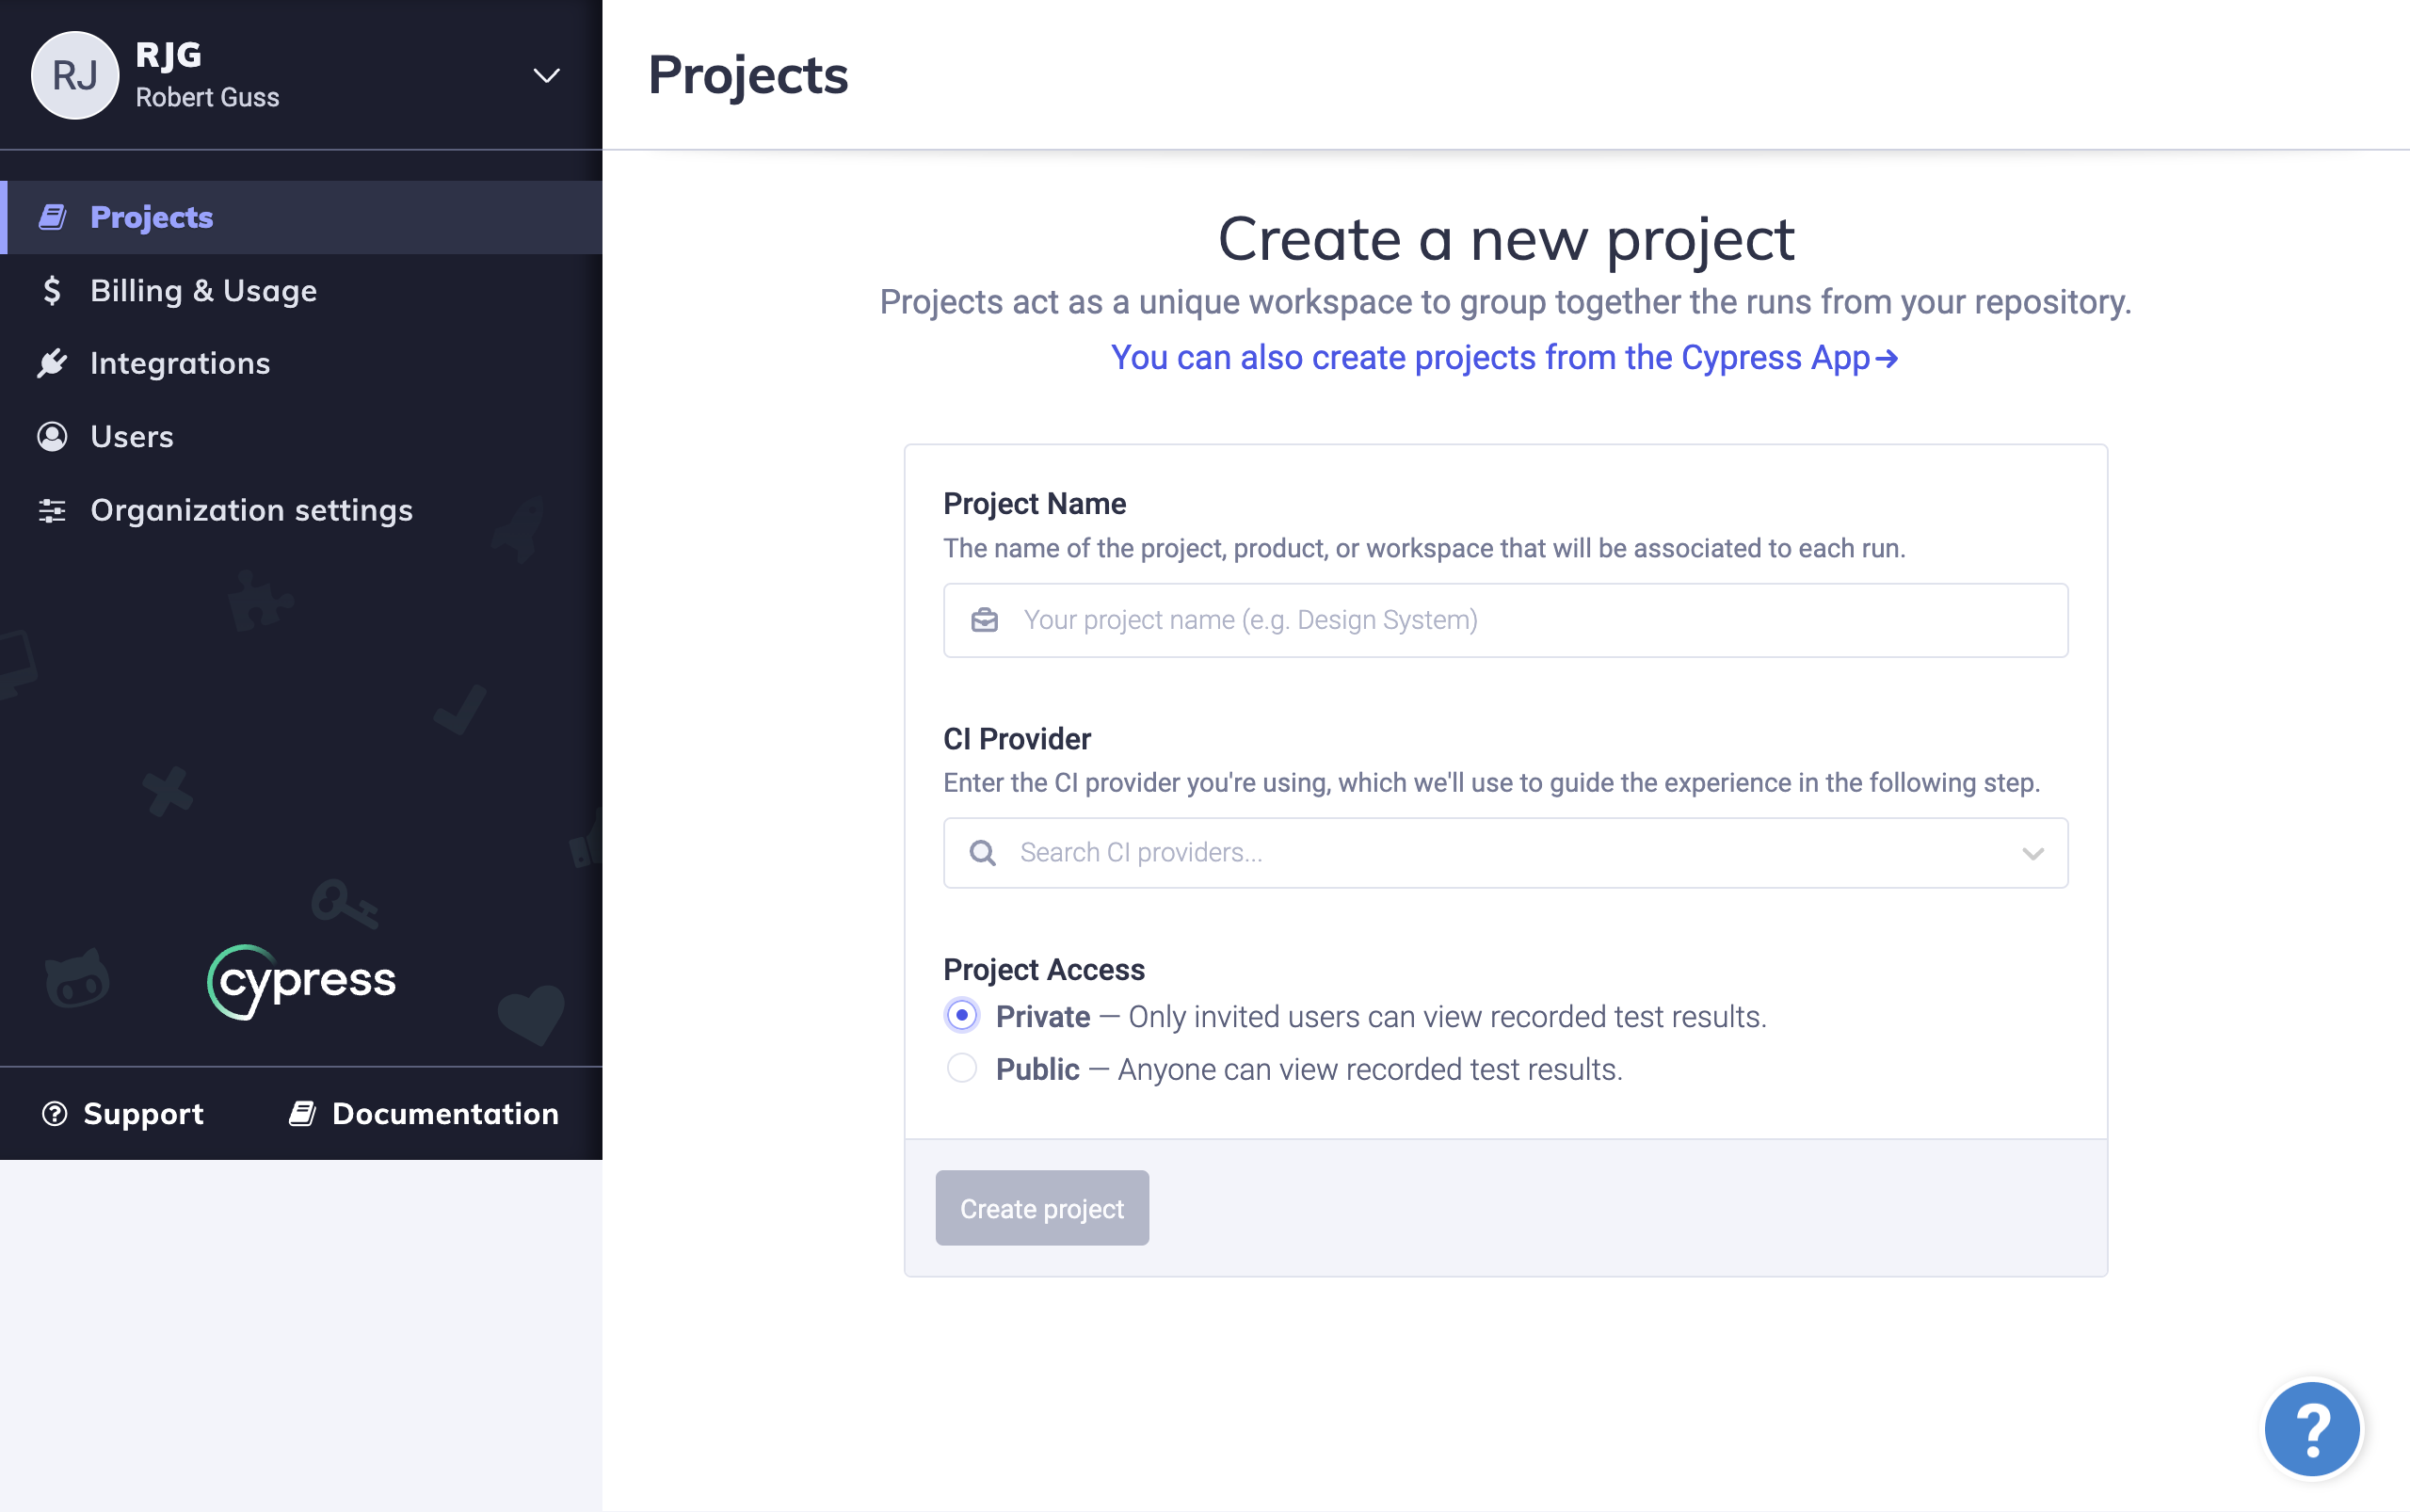 RJ
RJG
Robert Guss
Projects
Billing & Usage
Integrations
Users
Organization settings
cypress
Support
Documentation
Projects
Create a new project
Projects act as a unique workspace to group together the runs from your repository.
You can also create projects from the Cypress App→
Project Name
The name of the project, product, or workspace that will be associated to each run.
Your project name (e.g. Design System)
CI Provider
Enter the CI provider you're using, which we'll use to guide the experience in the following step.
Search CI providers...
Project Access
Private — Only invited users can view recorded test results.
Public — Anyone can view recorded test results.
Create project
?